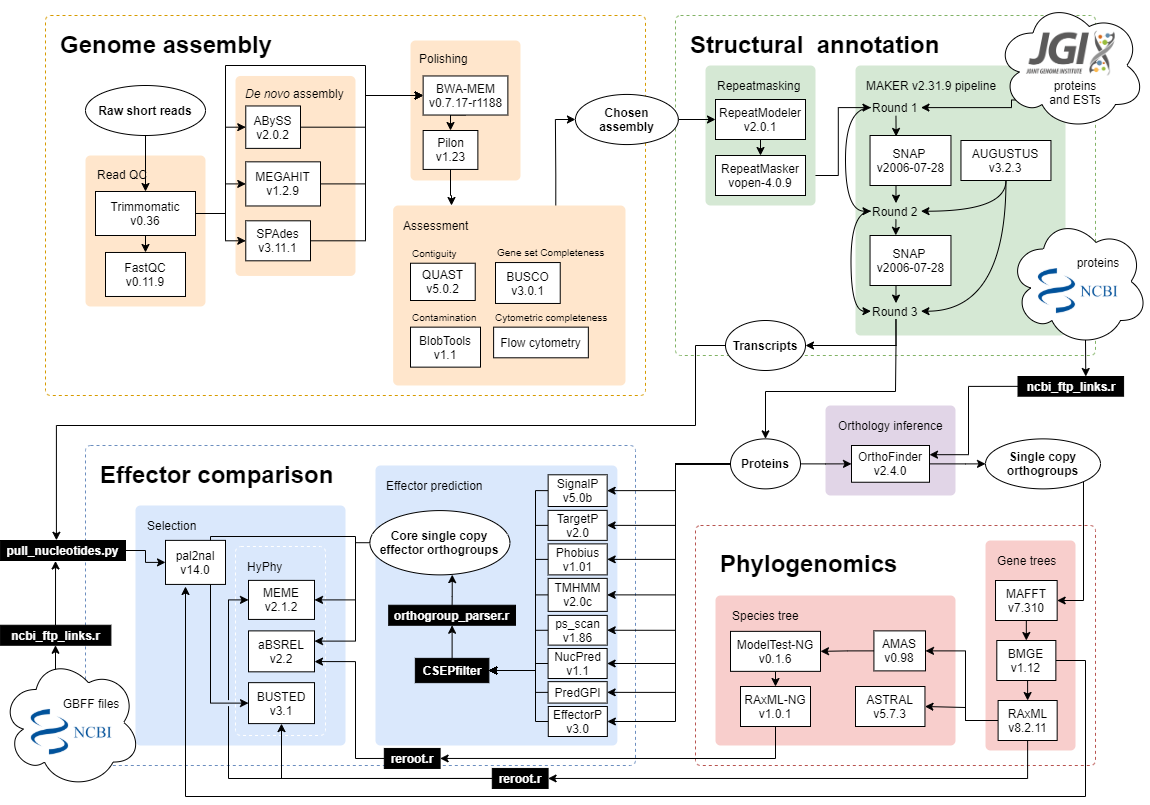 Genome assembly
Raw short reads
Read QC
Trimmomatic
v0.36
FastQC
v0.11.9
De novo assembly
ABySS
v2.0.2
MEGAHIT
v1.2.9
SPAdes
v3.11.1
Polishing
BWA-MEM
v0.7.17-r1188
Pilon
v1.23
Assessment
Contiguity
QUAST
v5.0.2
Gene set Completeness
BUSCO
v3.0.1
Contamination
BlobTools
v1.1
Cytometric completeness
Flow cytometry
Chosen
assembly
Structural annotation
Repeatmasking
RepeatModeler
v2.0.1
RepeatMasker
vopen-4.0.9
MAKER v2.31.9 pipeline
Round 1
SNAP
v2006-07-28
AUGUSTUS
v3.2.3
Round 2
SNAP
v2006-07-28
Round 3
JGI
JOINT GENOME INSTITUTE
proteins
and ESTs
proteins
NCBI
ncbi_ftp_links.r
Transcripts
Proteins
Orthology inference
OrthoFinder
v2.4.0
Single copy
orthogroups
Effector comparison
Selection
pal2nal
v14.0
HyPhy
MEME
v2.1.2
aBSREL
v2.2
BUSTED
v3.1
pull_nucleotides.py
ncbi_ftp_links.r
GBFF files
NCBI
Effector prediction
Core single copy
effector orthogroups
orthogroup_parser.r
CSEPfilter
SignalP
v5.0b
TargetP
v2.0
Phobius
v1.01
TMHMM
v2.0c
ps_scan
v1.86
NucPred
v1.1
PredGPI
EffectorP
v3.0
reroot.r
reroot.r
Phylogenomics
Species tree
ModelTest-NG
v0.1.6
RAxML-NG
v1.0.1
AMAS
v0.98
ASTRAL
v5.7.3
Gene trees
MAFFT
v7.310
BMGE
v1.12
RAxML
v8.2.11